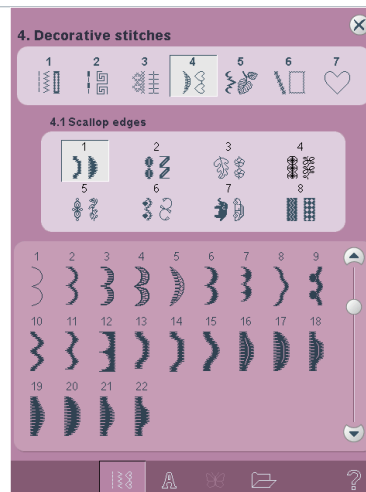 4. Decorative stitches
1 2 3 4 5 6 7
4.1 Scallop edges
1 2 3 4
5 6 7 8
1 2 3 4 5 6 7 8 9
10 11 12 13 14 15 16 17 18
19 20 21 22
A ?